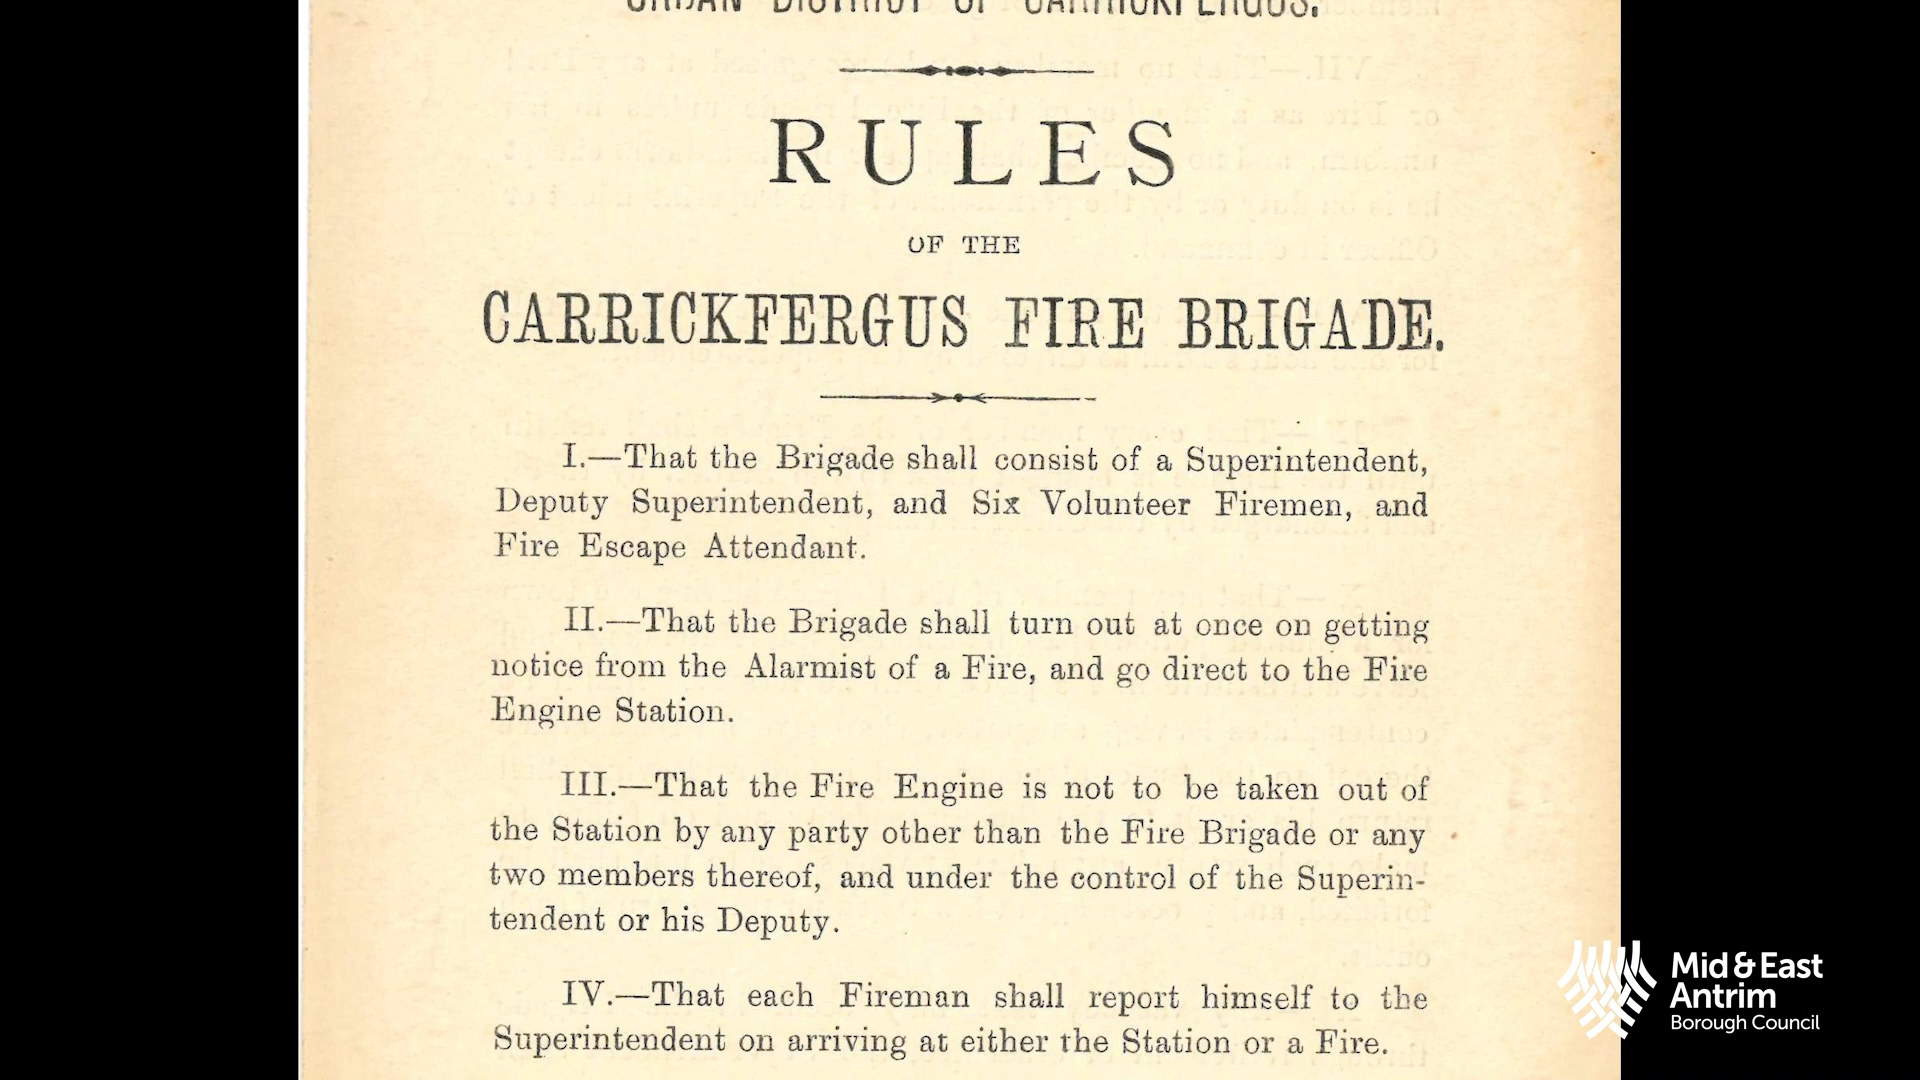 URBAN DISTRICT OF CARRICKFERGUS.
RULES
OF THE
CARRICKFERGUS FIRE BRIGADE.
I.—That the Brigade shall consist of a Superintendent,
Deputy Superintendent, and Six Volunteer Firemen, and
Fire Escape Attendant.
II.—That the Brigade shall turn out at once on getting
notice from the Alarmist of a Fire, and go direct to the Fire
Engine Station.
III.—That the Fire Engine is not to be taken out of
the Station by any party other than the Fire Brigade or any
two members thereof, and under the control of the Superin-
tendent or his Deputy.
IV.—That each Fireman shall report himself to the
Superintendent on arriving at either the Station or a Fire.
Mid & East
Antrim
Borough Council